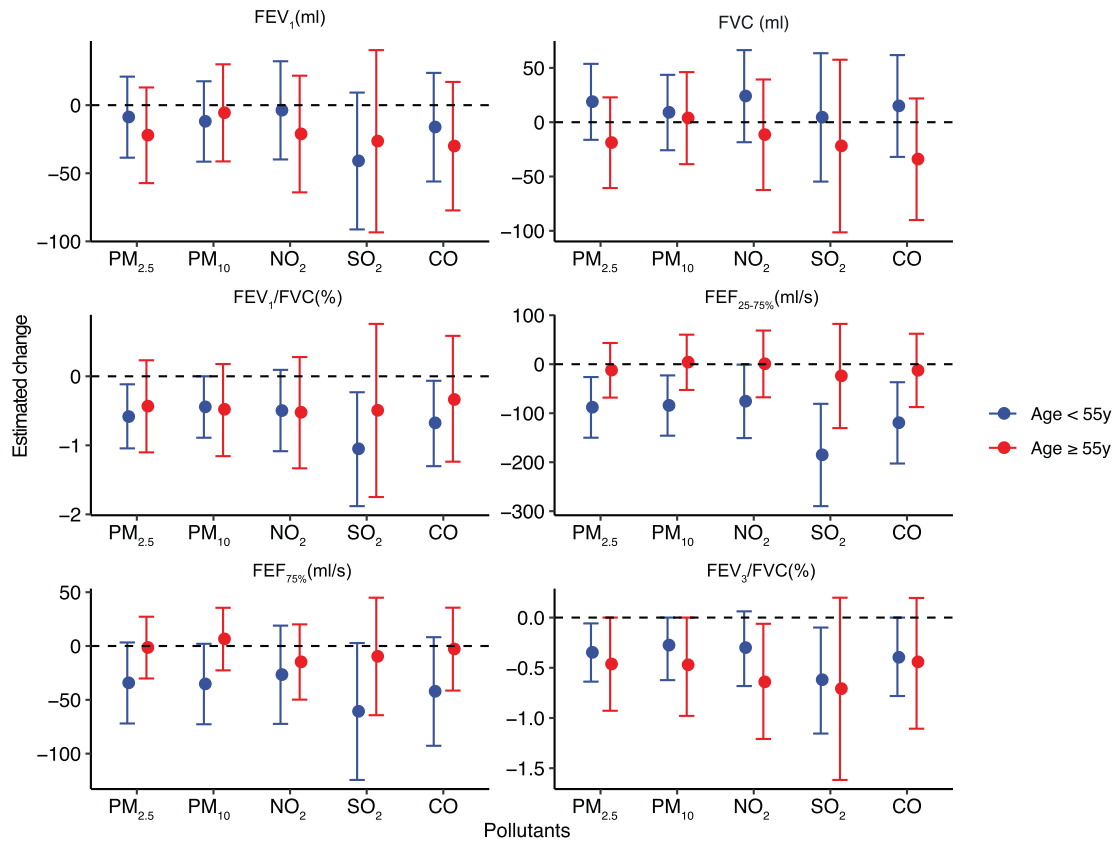 FEV₁(ml)
0
−50
−100
PM₂.₅ PM₁₀ NO₂ SO₂ CO
FVC (ml)
50
0
−50
−100
PM₂.₅ PM₁₀ NO₂ SO₂ CO
Estimated change
FEV₁/FVC(%)
0
−1
−2
PM₂.₅ PM₁₀ NO₂ SO₂ CO
FEF₂₅₋₇₅%(ml/s)
100
0
−100
−200
−300
PM₂.₅ PM₁₀ NO₂ SO₂ CO
Age < 55y
Age ≥ 55y
FEF₇₅%(ml/s)
50
0
−50
−100
PM₂.₅ PM₁₀ NO₂ SO₂ CO
FEV₃/FVC(%)
0.0
−0.5
−1.0
−1.5
PM₂.₅ PM₁₀ NO₂ SO₂ CO
Pollutants